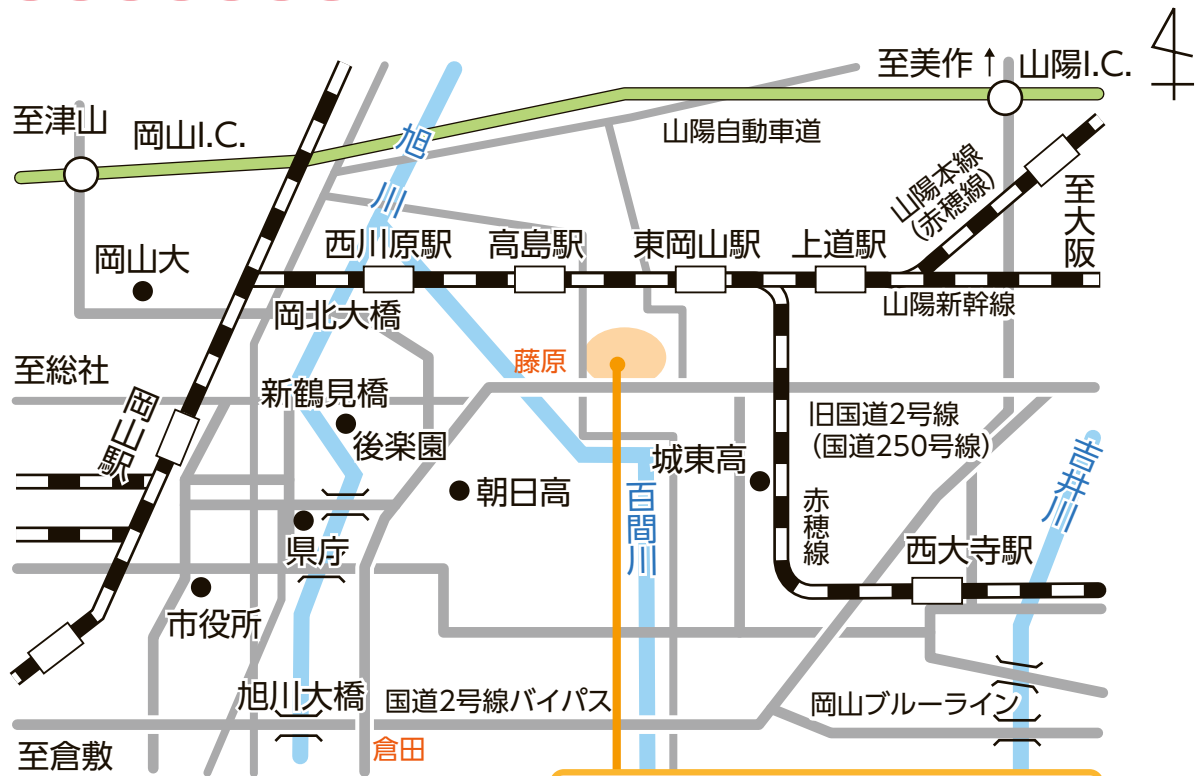 至美作↑
山陽I.C.
至津山
岡山I.C.
山陽自動車道
旭川
山陽本線
(赤穂線)
至大阪
岡山大
西川原駅
高島駅
東岡山駅
上道駅
山陽新幹線
岡北大橋
至総社
藤原
新鶴見橋
岡山駅
後楽園
旧国道2号線
(国道250号線)
城東高
吉井川
朝日高
百間川
赤穂線
県庁
西大寺駅
市役所
旭川大橋
国道2号線バイパス
岡山ブルーライン
至倉敷
倉田